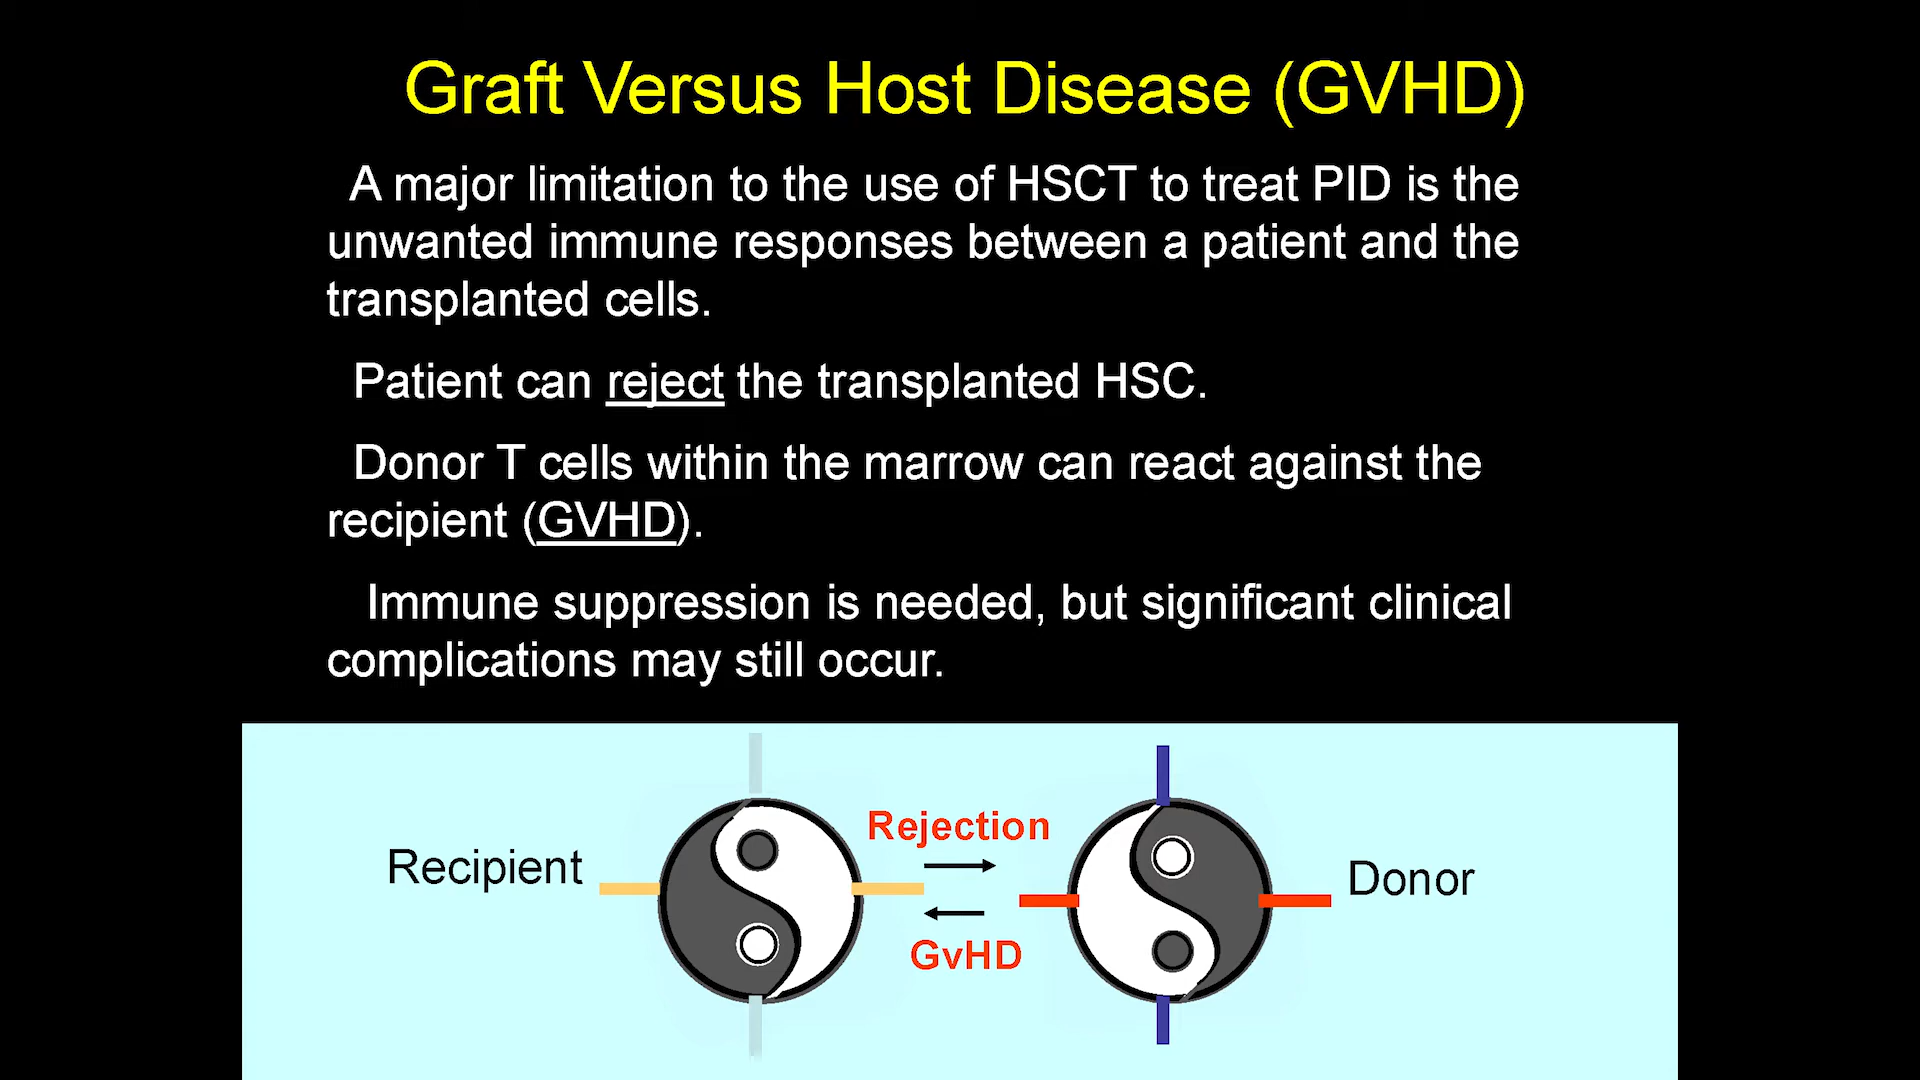 Graft Versus Host Disease (GVHD)
A major limitation to the use of HSCT to treat PID is the
unwanted immune responses between a patient and the
transplanted cells.
Patient can reject the transplanted HSC.
Donor T cells within the marrow can react against the
recipient (GVHD).
Immune suppression is needed, but significant clinical
complications may still occur.
Rejection
Recipient
Donor
GvHD